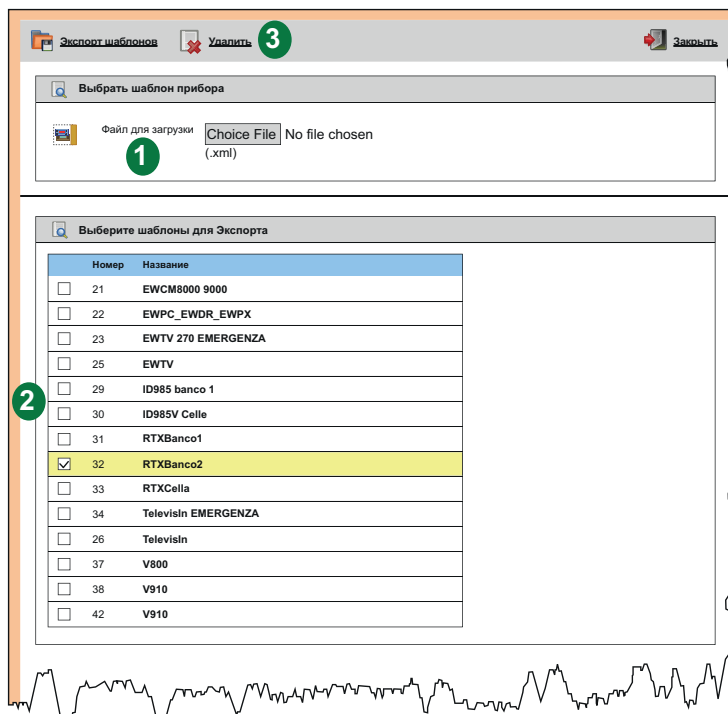 Экспорт шаблонов Удалить 3 Закрыть
Выбрать шаблон прибора
Файл для загрузки Choice File No file chosen
1 (.xml)
Выберите шаблоны для Экспорта
Номер Название
21 EWCM8000 9000
22 EWPC_EWDR_EWPX
23 EWTV 270 EMERGENZA
25 EWTV
29 ID985 banco 1
2
30 ID985V Celle
31 RTXBanco1
32 RTXBanco2
33 RTXCella
34 TelevisIn EMERGENZA
26 TelevisIn
37 V800
38 V910
42 V910